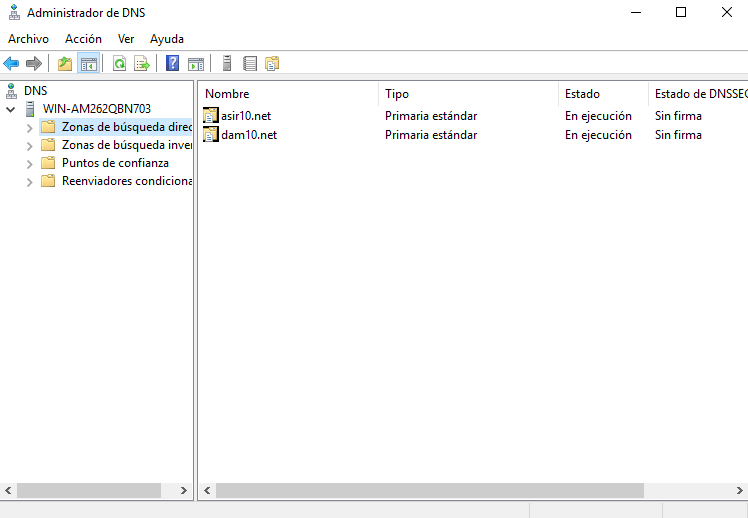 Administrador de DNS
Archivo Acción Ver Ayuda
DNS
WIN-AM262QBN703
Zonas de búsqueda direc
Zonas de búsqueda inver
Puntos de confianza
Reenviadores condiciona
Nombre Tipo Estado Estado de DNSSEC
asir10.net Primaria estándar En ejecución Sin firma
dam10.net Primaria estándar En ejecución Sin firma